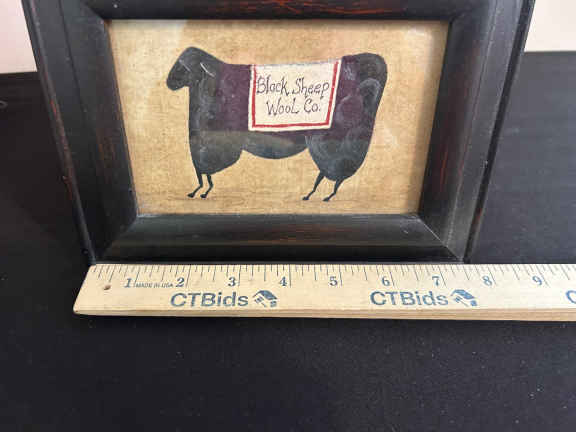 Black Sheep
Wool Co.
1 MADE IN USA 2 3 4 5 6 7 8 9
CTBids CTBids C